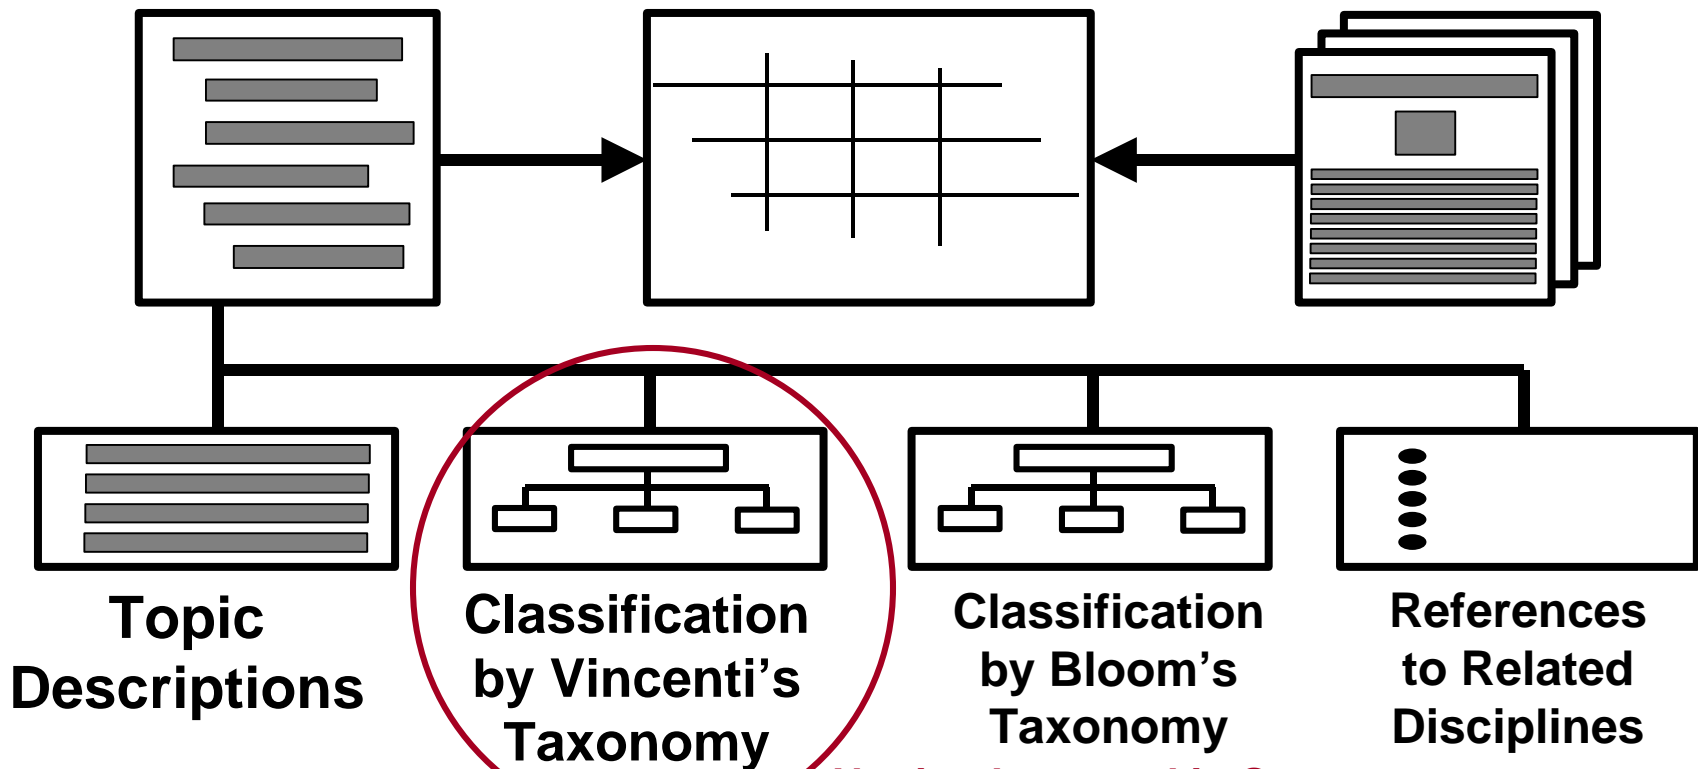 Topic
Descriptions
Classification
by Vincenti’s
Taxonomy
Classification
by Bloom’s
Taxonomy
References
to Related
Disciplines